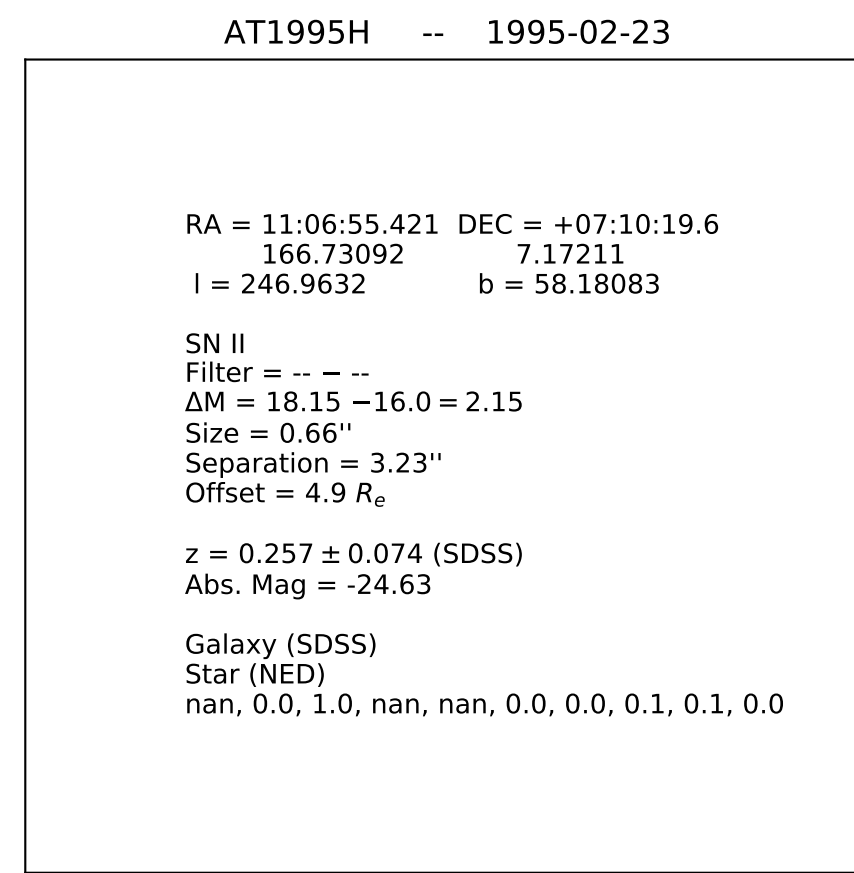 AT1995H -- 1995-02-23
RA = 11:06:55.421 DEC = +07:10:19.6
166.73092 7.17211
l = 246.9632 b = 58.18083
SN II
Filter = -- − --
ΔM = 18.15 −16.0 = 2.15
Size = 0.66''
Separation = 3.23''
Offset = 4.9 Rₑ
z = 0.257 ± 0.074 (SDSS)
Abs. Mag = -24.63
Galaxy (SDSS)
Star (NED)
nan, 0.0, 1.0, nan, nan, 0.0, 0.0, 0.1, 0.1, 0.0